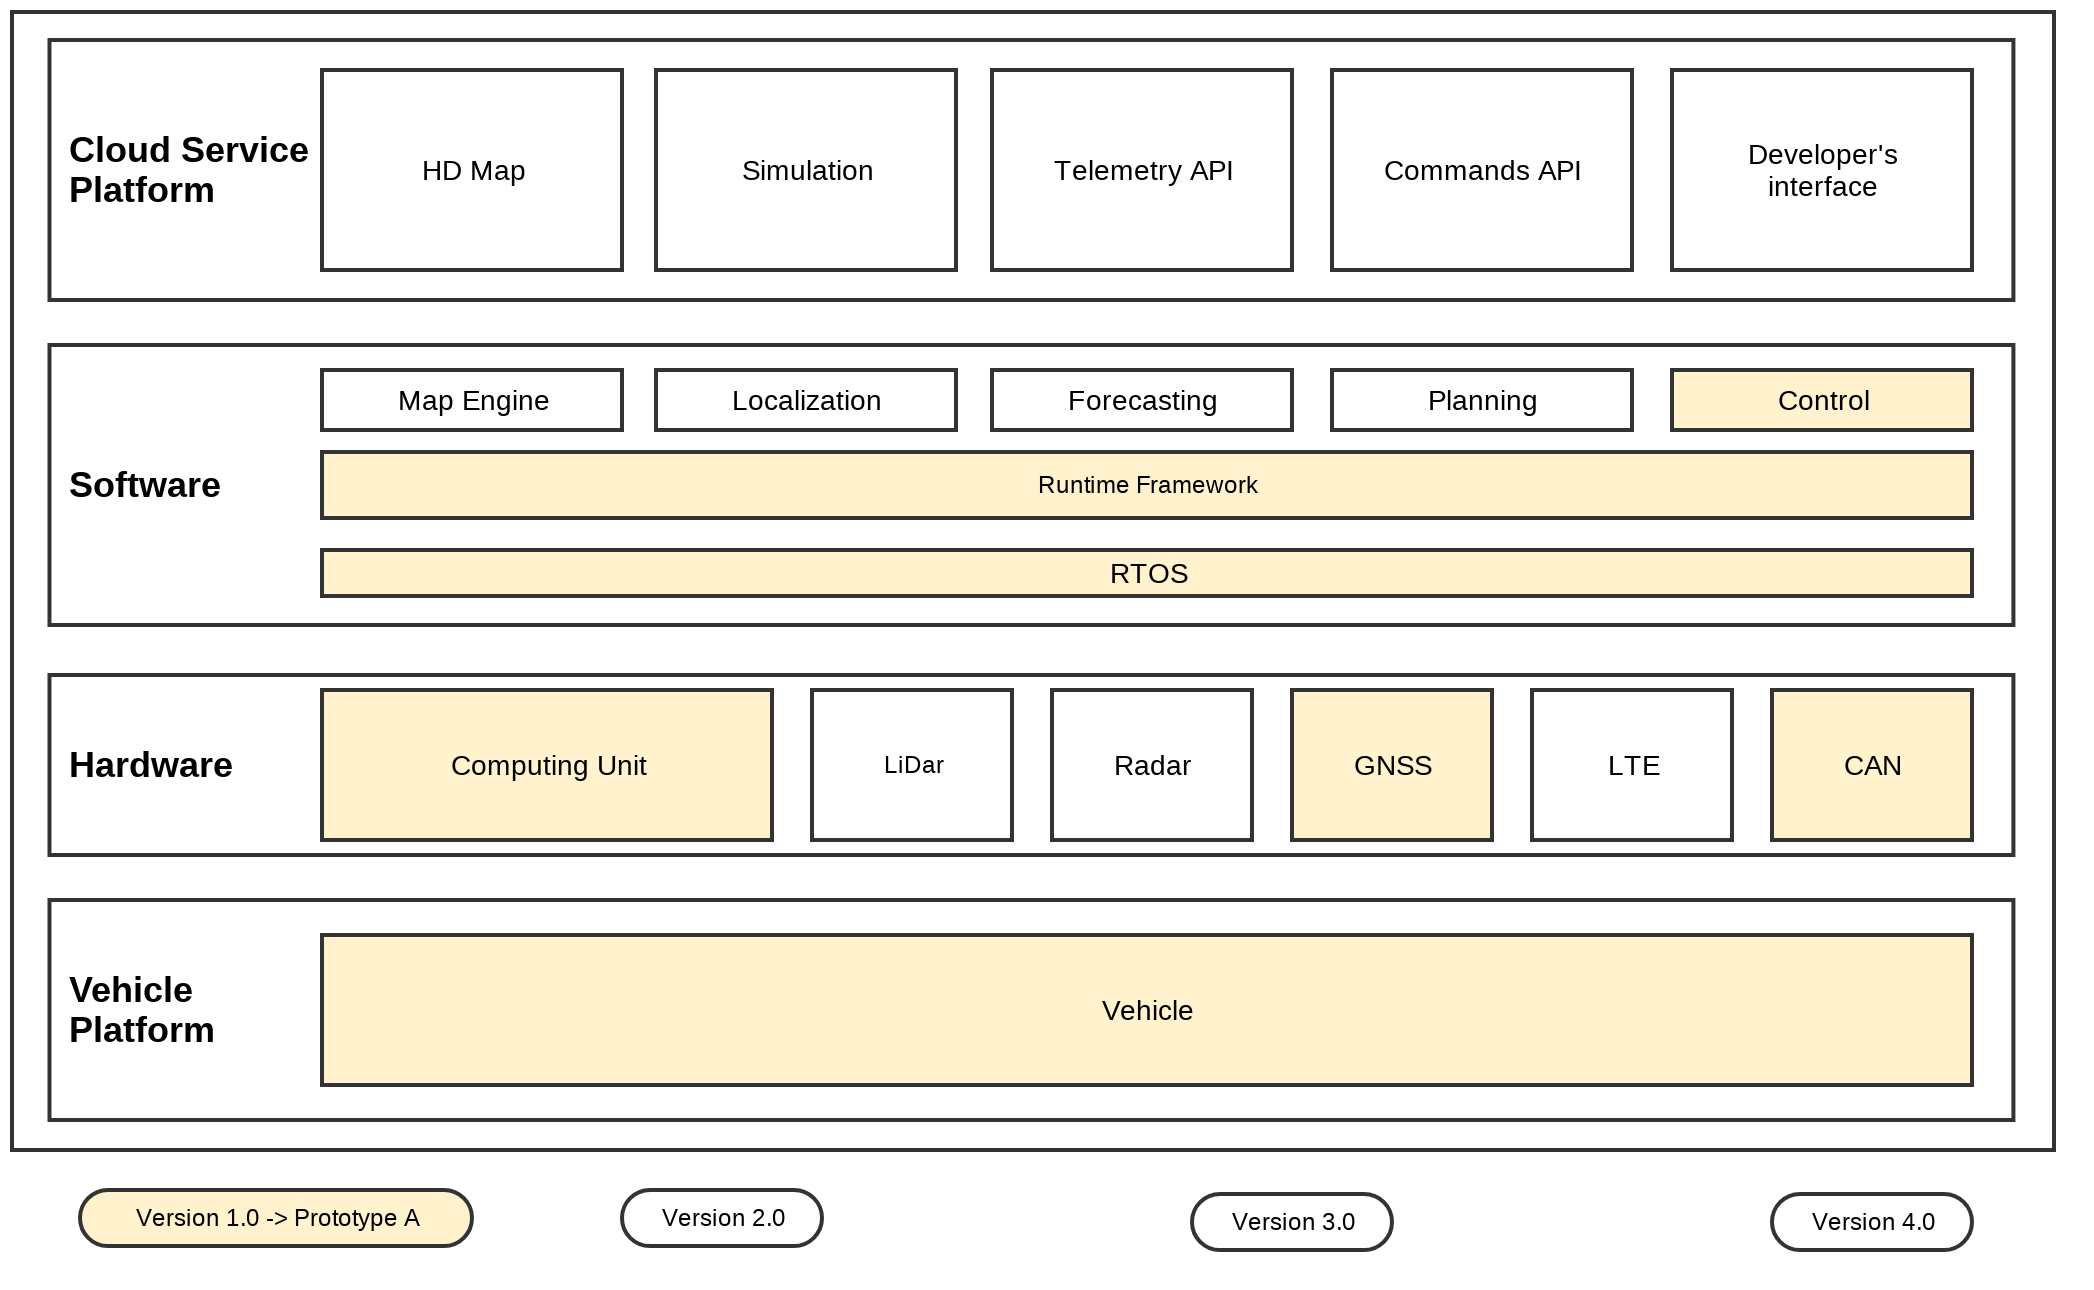 Cloud Service
Platform
HD Map
Simulation
Telemetry API
Commands API
Developer's
interface
Software
Map Engine
Localization
Forecasting
Planning
Control
Runtime Framework
RTOS
Hardware
Computing Unit
LiDar
Radar
GNSS
LTE
CAN
Vehicle
Platform
Vehicle
Version 1.0 -> Prototype A
Version 2.0
Version 3.0
Version 4.0